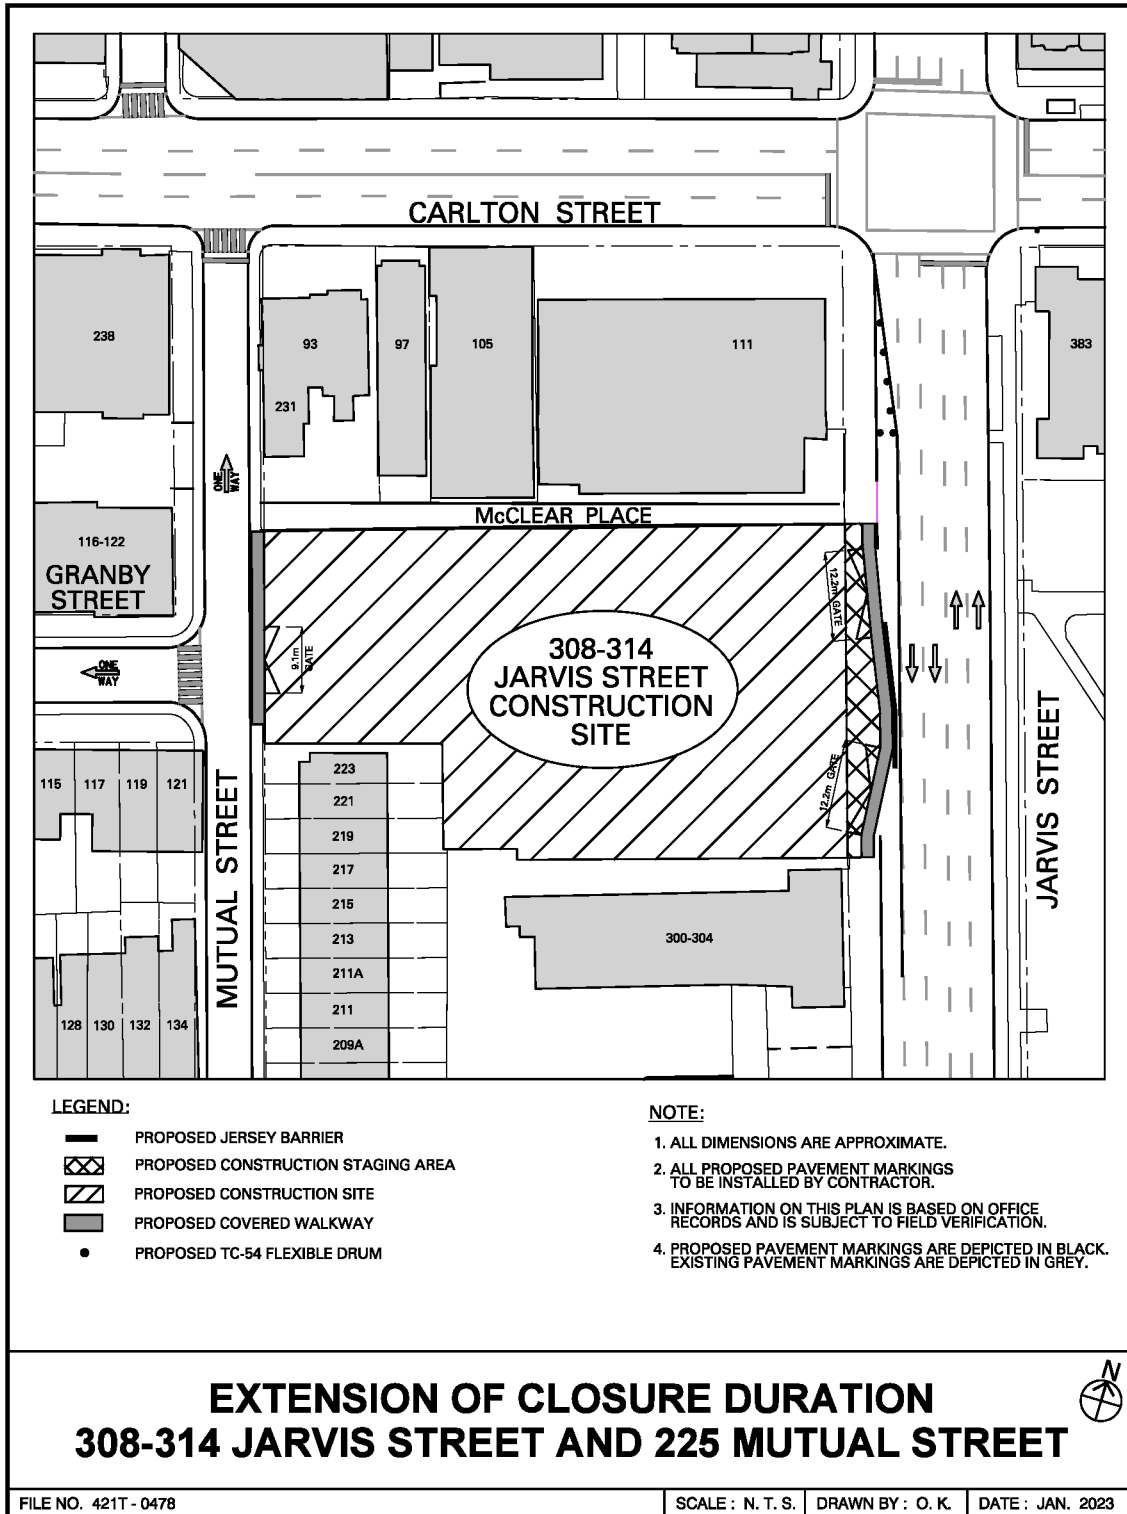 CARLTON STREET
238
93
97
105
111
383
231
ONE
WAY
McCLEAR PLACE
116-122
GRANBY
STREET
12.2m GATE
9.1m
GATE
308-314
JARVIS STREET
CONSTRUCTION
SITE
ONE
WAY
12.2m GATE
MUTUAL STREET
JARVIS STREET
115
117
119
121
223
221
219
217
215
213
211A
211
209A
300-304
128
130
132
134
LEGEND:
PROPOSED JERSEY BARRIER
PROPOSED CONSTRUCTION STAGING AREA
PROPOSED CONSTRUCTION SITE
PROPOSED COVERED WALKWAY
PROPOSED TC-54 FLEXIBLE DRUM
NOTE:
1. ALL DIMENSIONS ARE APPROXIMATE.
2. ALL PROPOSED PAVEMENT MARKINGS
TO BE INSTALLED BY CONTRACTOR.
3. INFORMATION ON THIS PLAN IS BASED ON OFFICE
RECORDS AND IS SUBJECT TO FIELD VERIFICATION.
4. PROPOSED PAVEMENT MARKINGS ARE DEPICTED IN BLACK.
EXISTING PAVEMENT MARKINGS ARE DEPICTED IN GREY.
N
EXTENSION OF CLOSURE DURATION
308-314 JARVIS STREET AND 225 MUTUAL STREET
FILE NO. 421T - 0478
SCALE : N. T. S.
DRAWN BY : O. K.
DATE : JAN. 2023